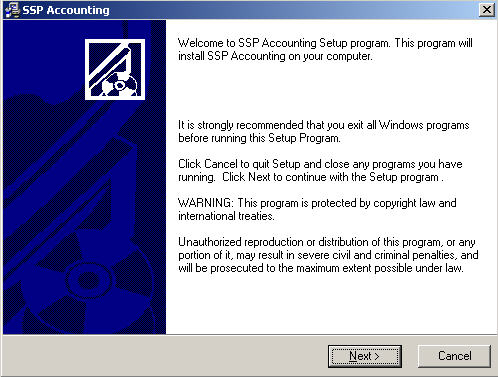 SSP Accounting
Welcome to SSP Accounting Setup program. This program will
install SSP Accounting on your computer.
It is strongly recommended that you exit all Windows programs
before running this Setup Program.
Click Cancel to quit Setup and close any programs you have
running.  Click Next to continue with the Setup program .
WARNING: This program is protected by copyright law and
international treaties.
Unauthorized reproduction or distribution of this program, or any
portion of it, may result in severe civil and criminal penalties, and
will be prosecuted to the maximum extent possible under law.
Next >
Cancel